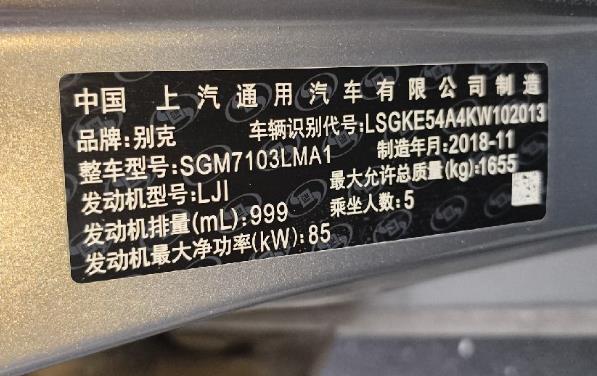 中国 上汽通用汽车有限公司制造
品牌:别克 车辆识别代号:LSGKE54A4KW102013
整车型号:SGM7103LMA1 制造年月:2018-11
发动机型号:LJI 最大允许总质量(kg):1655
发动机排量(mL):999 乘坐人数:5
发动机最大净功率(kW):85